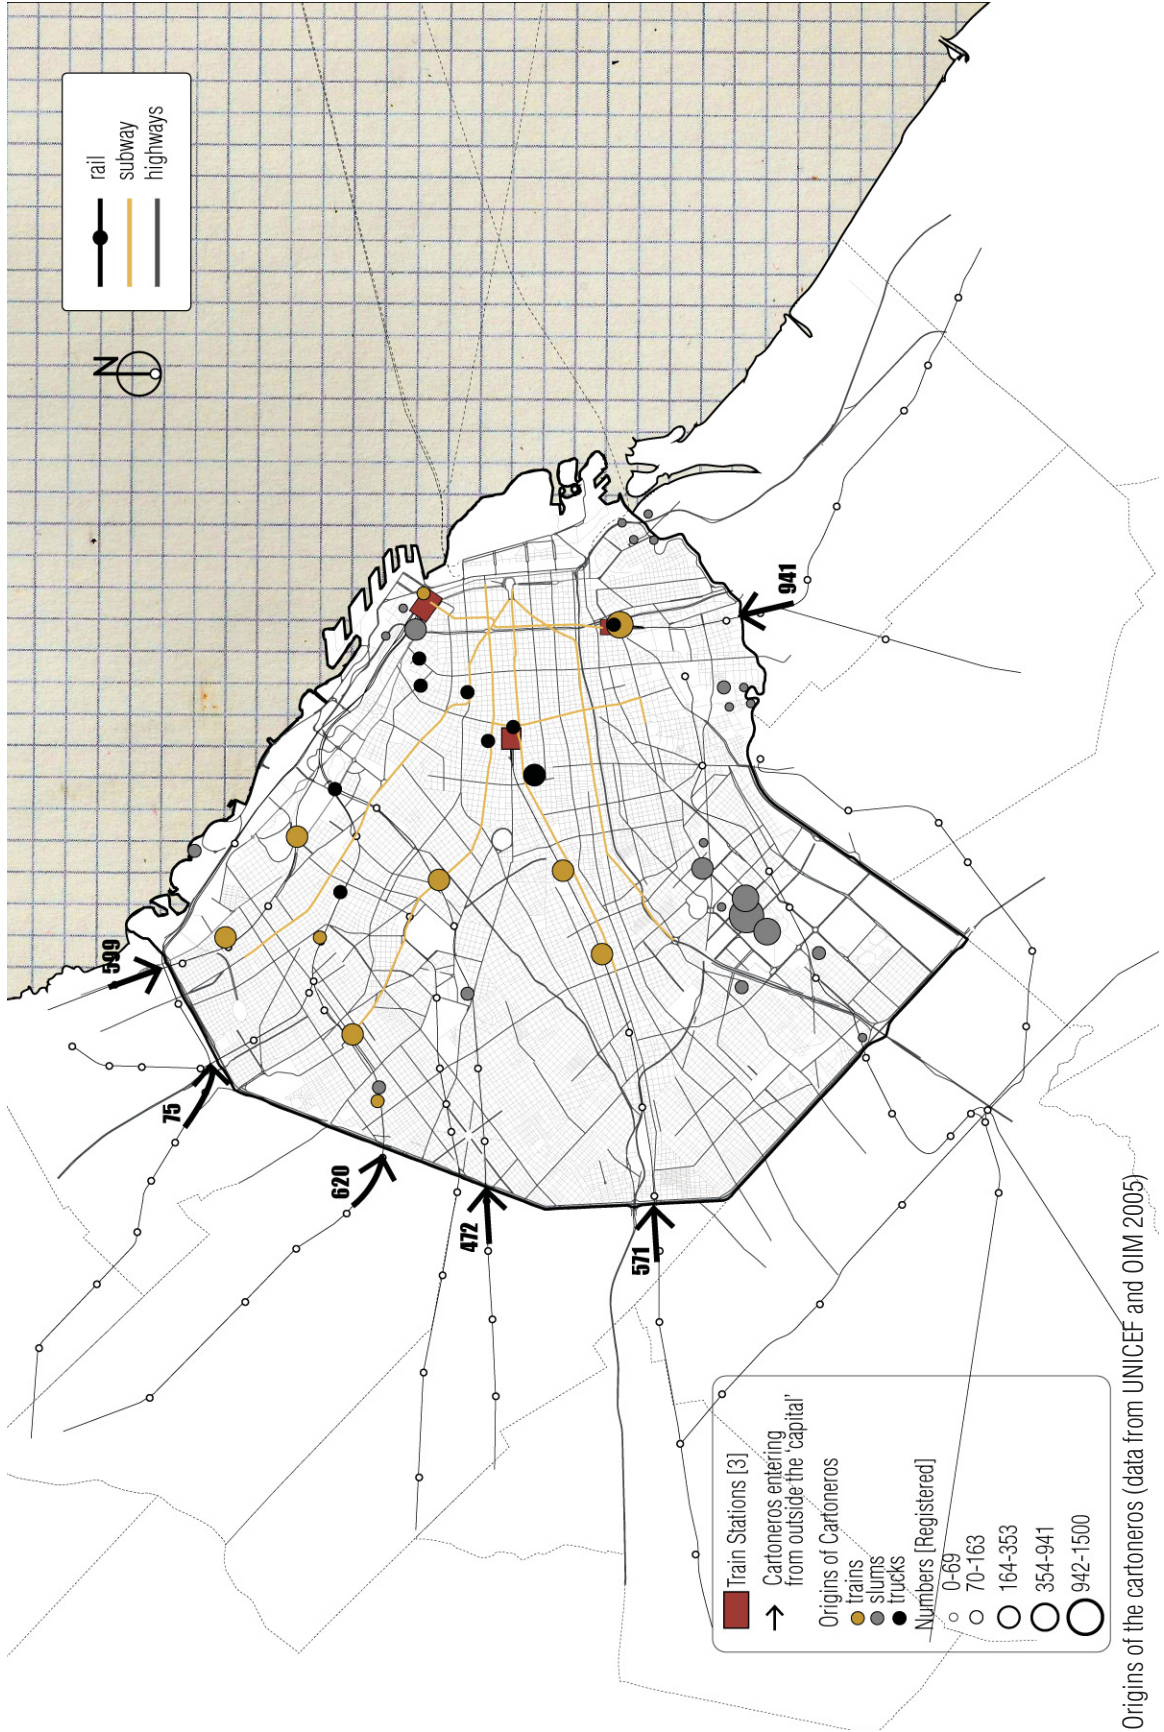 rail
subway
highways
N
599
75
620
472
571
941
Train Stations [3]
Cartoneros entering
from outside the 'capital'
Origins of Cartoneros
trains
slums
trucks
Numbers [Registered]
0-69
70-163
164-353
354-941
942-1500
Origins of the cartoneros (data from UNICEF and OIM 2005)